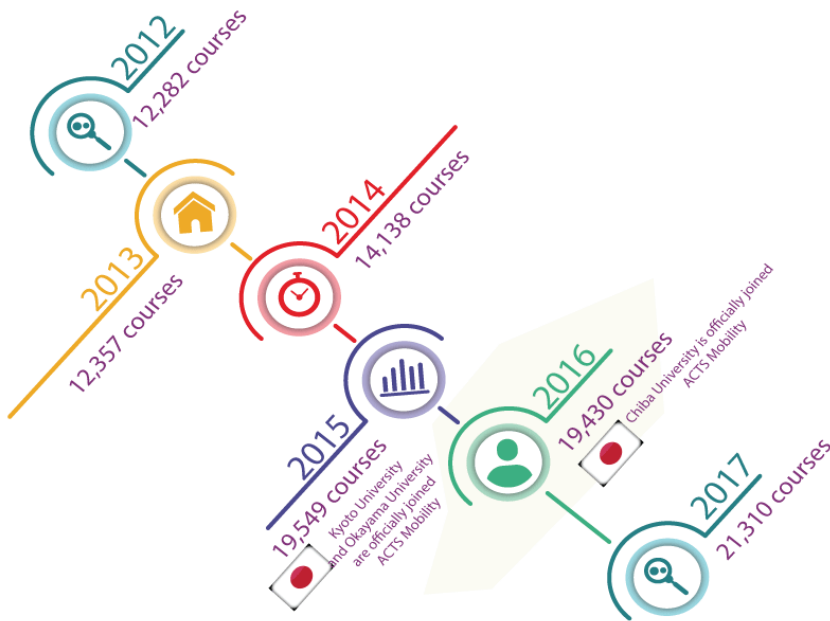 2012
12,282 courses
2013
12,357 courses
2014
14,138 courses
2015
19,549 courses
Kyoto University
and Okayama University
are officially joined
ACTS Mobility
2016
19,430 courses
Chiba University is officially joined
ACTS Mobility
2017
21,310 courses